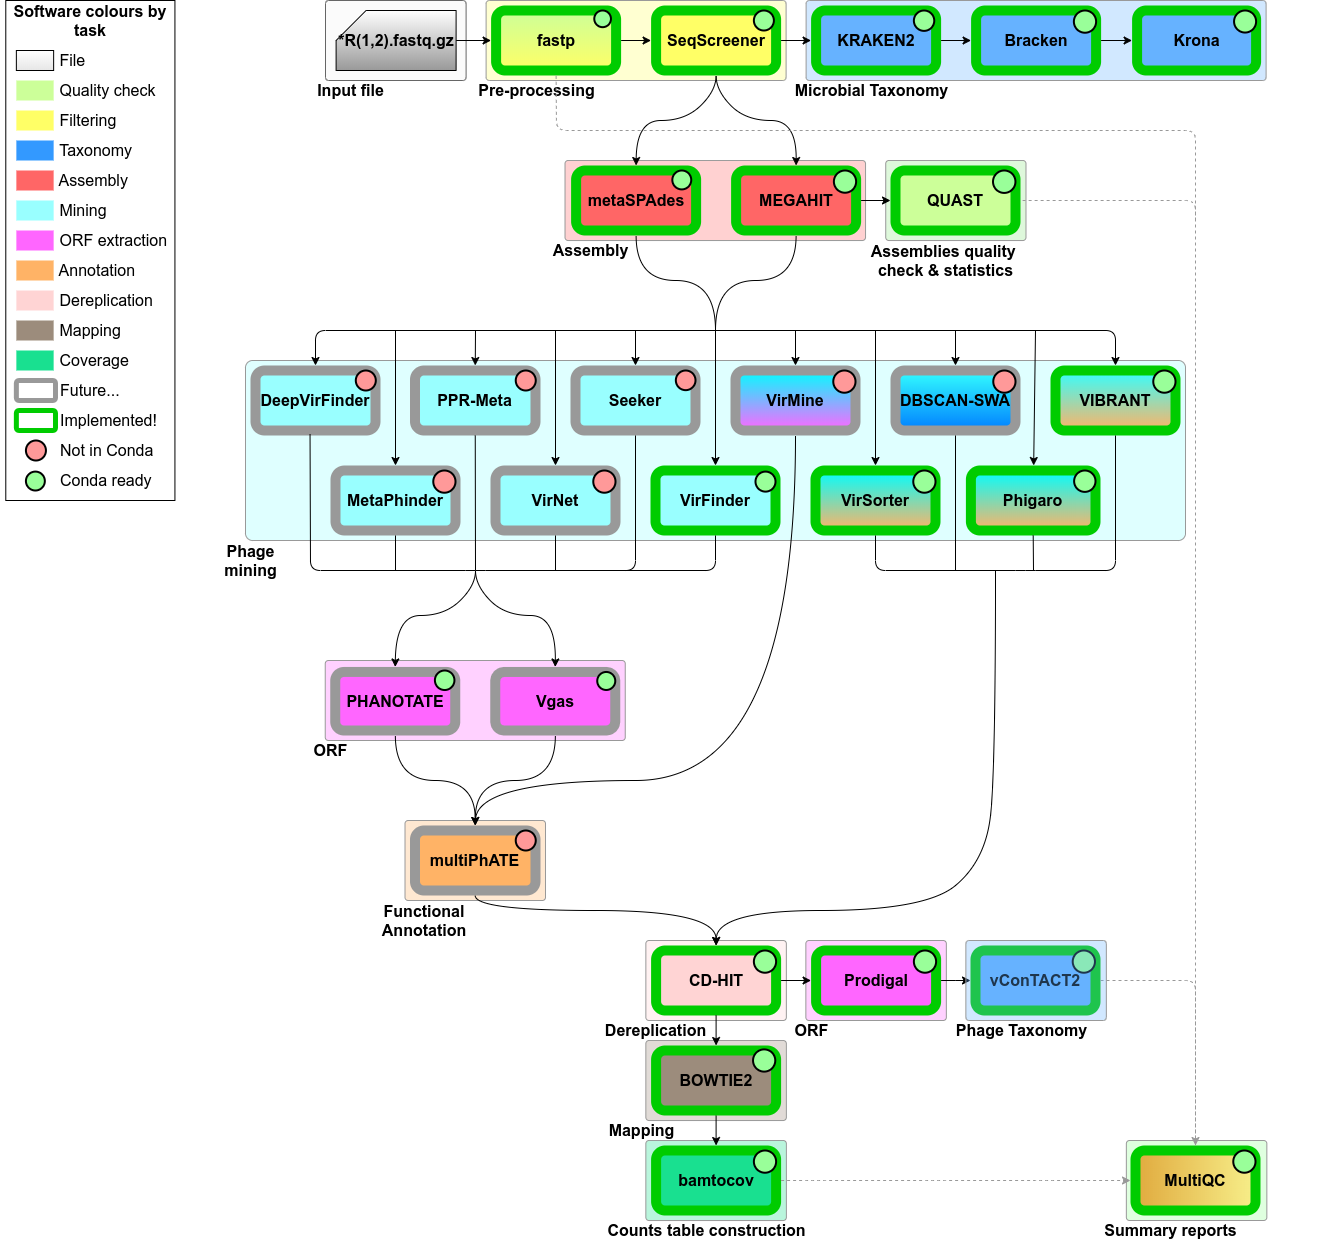 Software colours by
task
File
Quality check
Filtering
Taxonomy
Assembly
Mining
ORF extraction
Annotation
Dereplication
Mapping
Coverage
Future...
Implemented!
Not in Conda
Conda ready
*R(1,2).fastq.gz
fastp
SeqScreener
KRAKEN2
Bracken
Krona
Input file
Pre-processing
Microbial Taxonomy
metaSPAdes
MEGAHIT
QUAST
Assembly
Assemblies quality
check & statistics
DeepVirFinder
PPR-Meta
Seeker
VirMine
DBSCAN-SWA
VIBRANT
MetaPhinder
VirNet
VirFinder
VirSorter
Phigaro
Phage
mining
PHANOTATE
Vgas
ORF
multiPhATE
Functional
Annotation
CD-HIT
Prodigal
vConTACT2
Dereplication
ORF
Phage Taxonomy
BOWTIE2
Mapping
bamtocov
MultiQC
Counts table construction
Summary reports